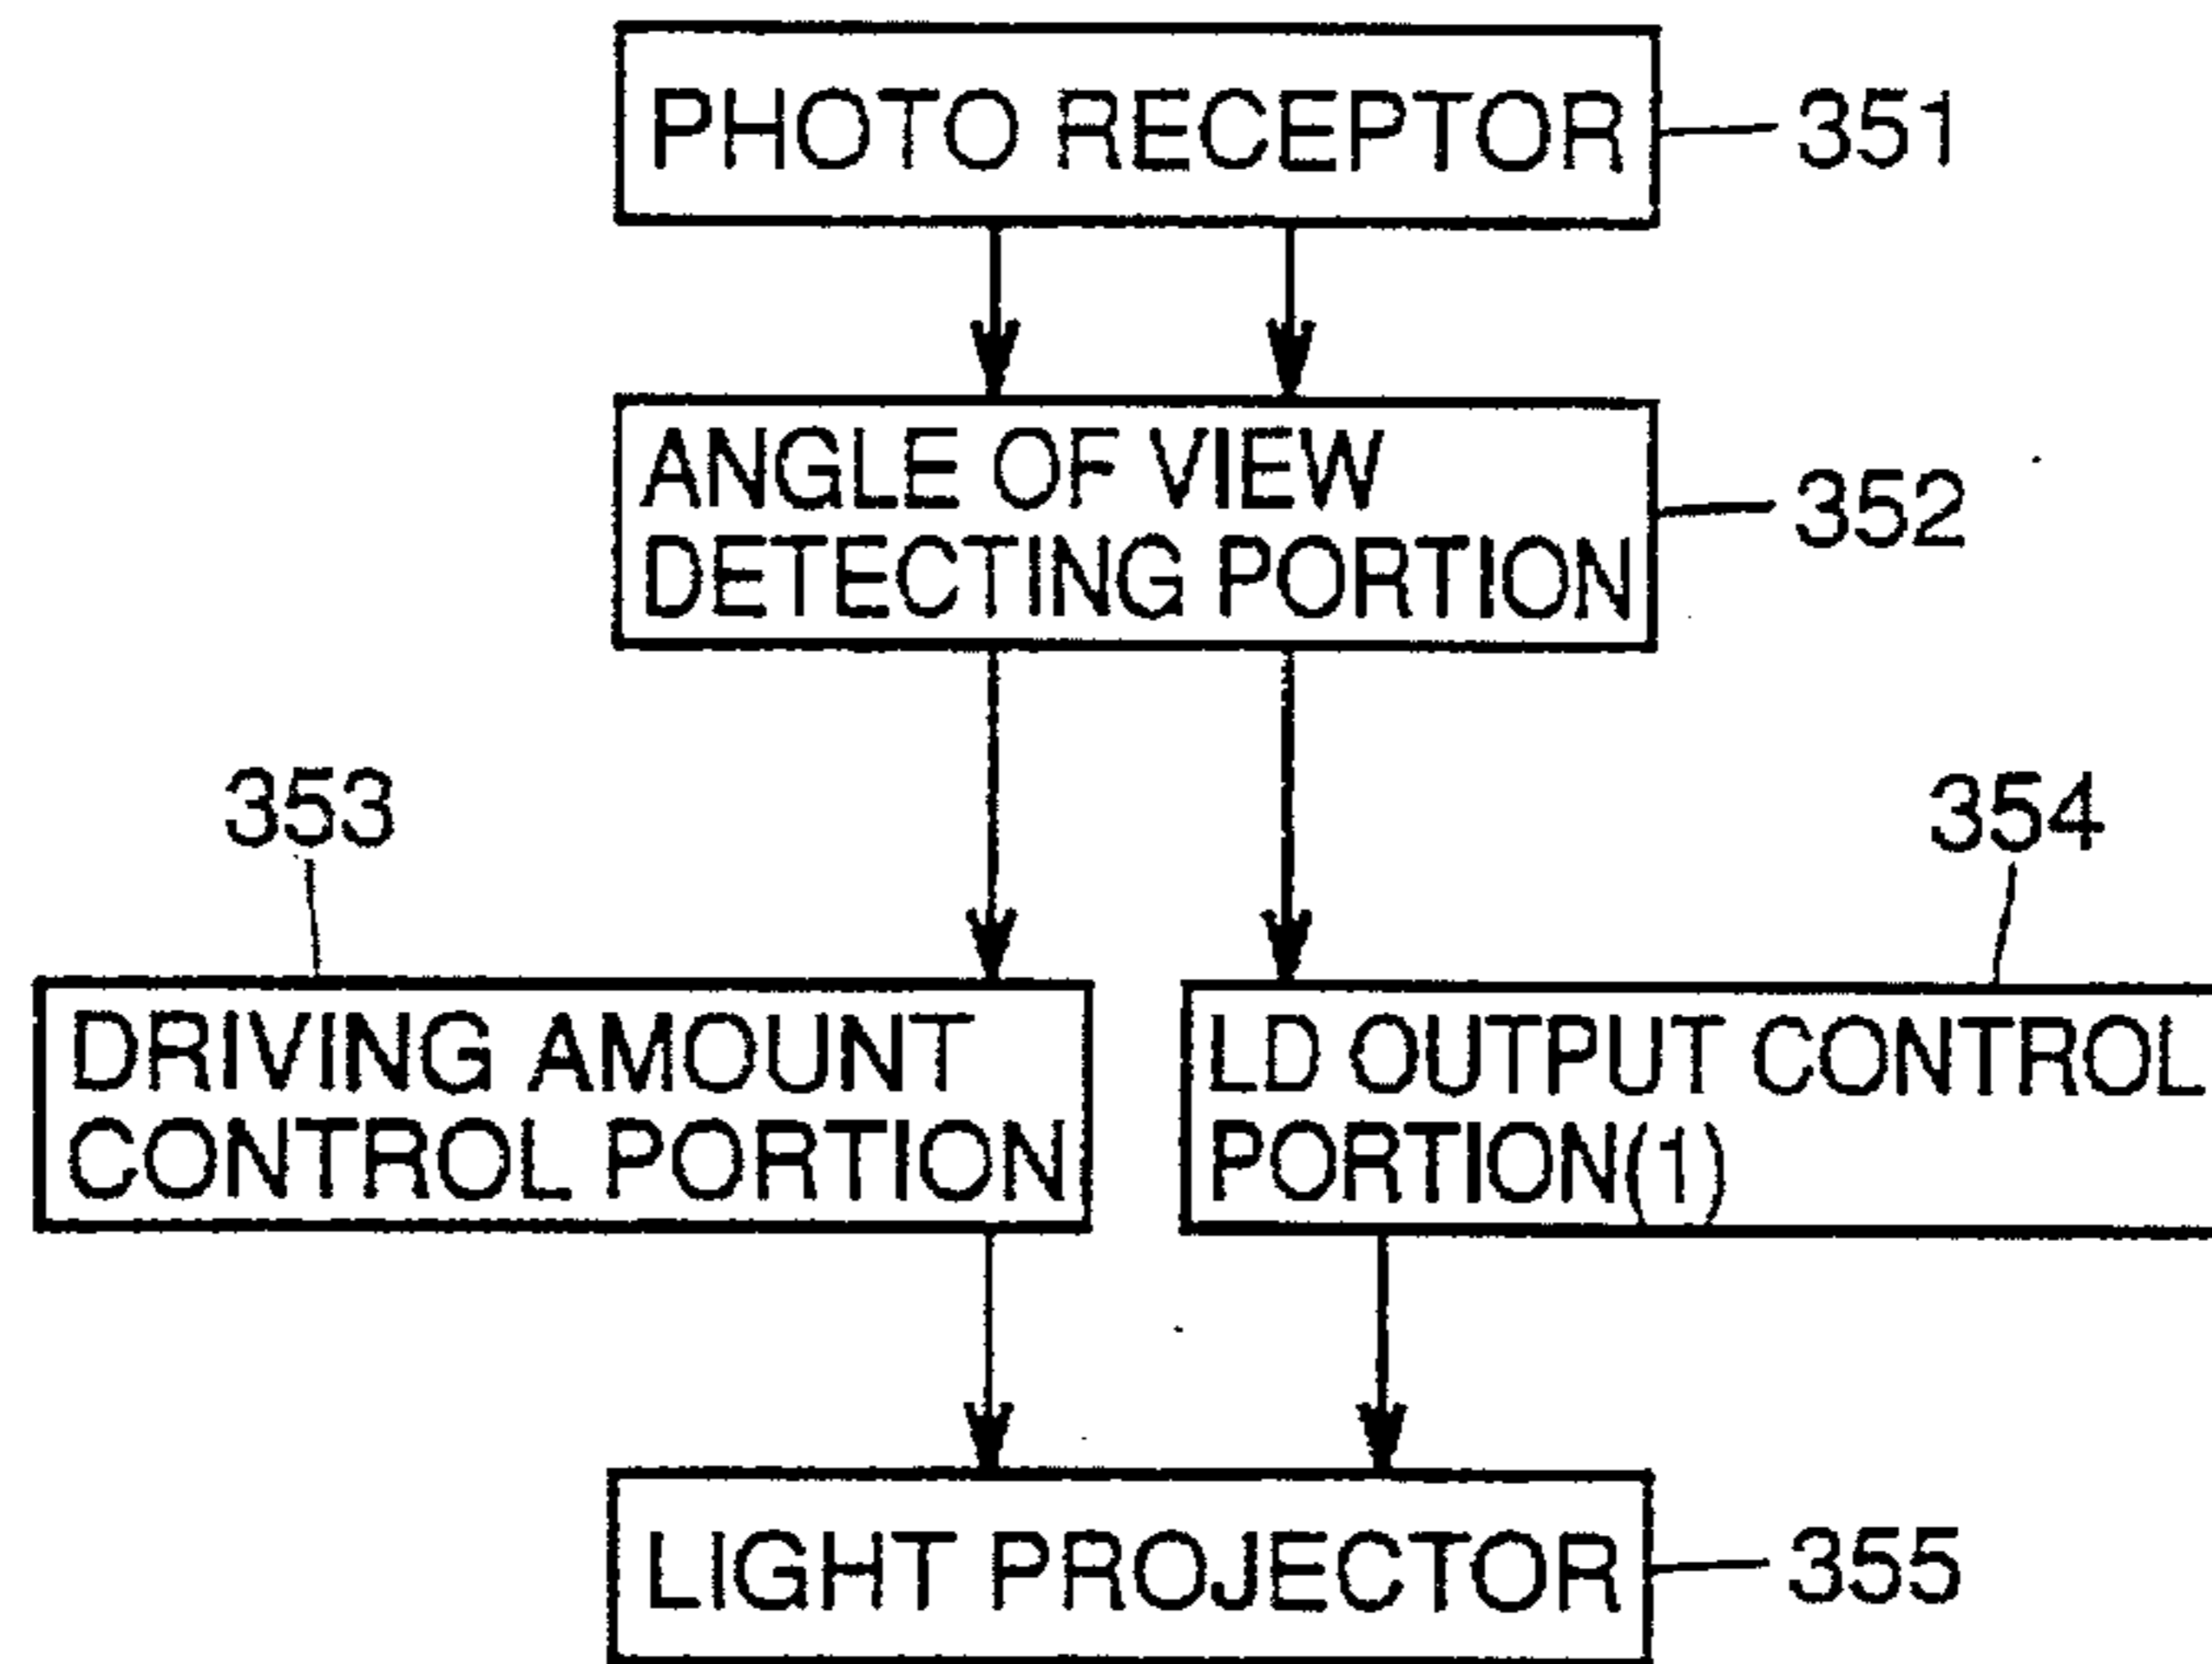 PHOTO RECEPTOR
351
ANGLE OF VIEW
DETECTING PORTION
352
353
354
DRIVING AMOUNT
CONTROL PORTION
LD OUTPUT CONTROL
PORTION(1)
LIGHT PROJECTOR
355